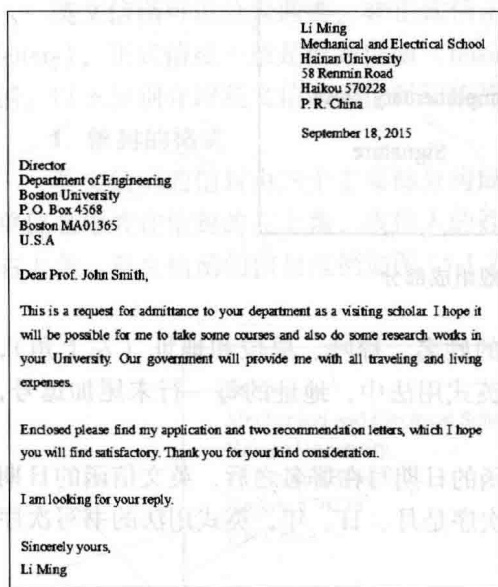 Li Ming
Mechanical and Electrical School
Hainan University
58 Renmin Road
Haikou 570228
P. R. China
September 18, 2015
Director
Department of Engineering
Boston University
P. O. Box 4568
Boston MA01365
U.S.A
Dear Prof. John Smith,
This is a request for admittance to your department as a visiting scholar. I hope it
will be possible for me to take some courses and also do some research works in
your University. Our government will provide me with all traveling and living
expenses.
Enclosed please find my application and two recommendation letters, which I hope
you will find satisfactory. Thank you for your kind consideration.
I am looking for your reply.
Sincerely yours,
Li Ming